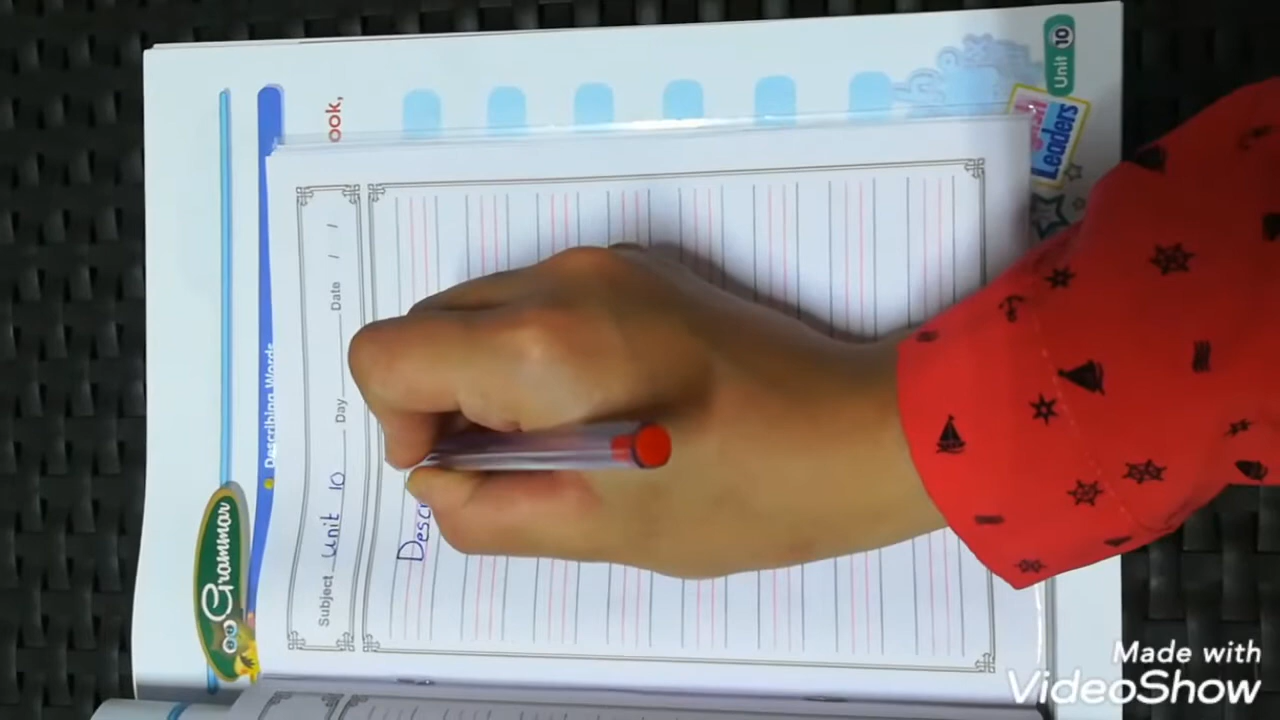 Grammar
Describing Words
ook,
Subject Unit 10 Day Date / /
Desc
Unit 10
Leaders
Made with
VideoShow